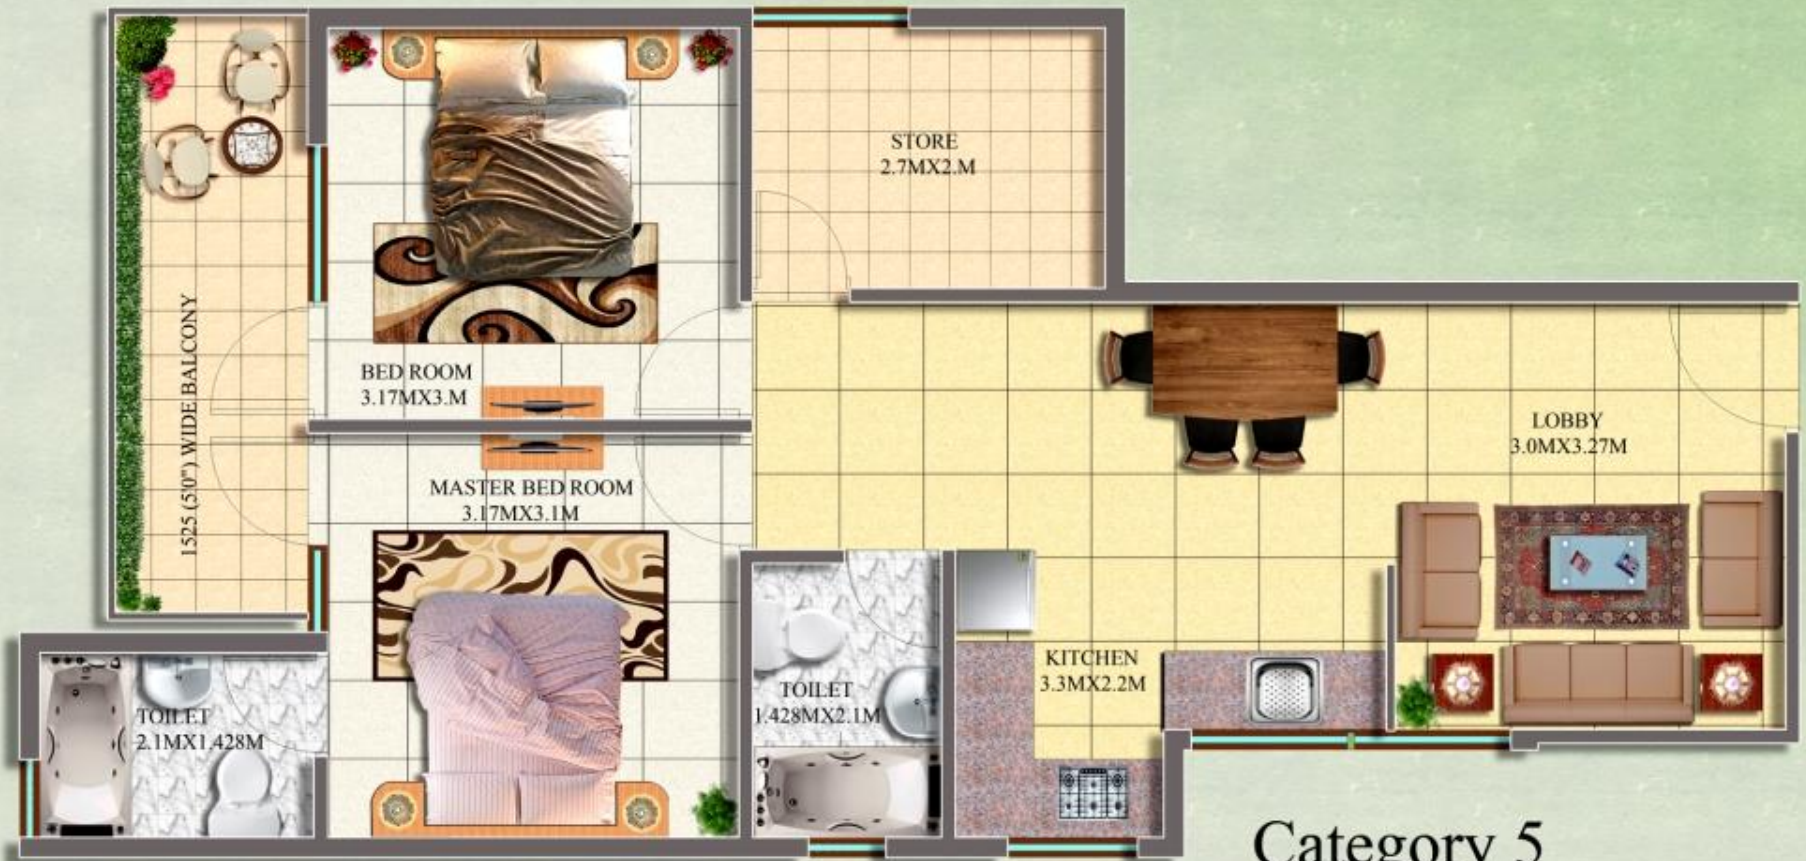 STORE
2.7MX2.M
1525 (5'0") WIDE BALCONY
BED ROOM
3.17MX3.M
LOBBY
3.0MX3.27M
MASTER BED ROOM
3.17MX3.1M
KITCHEN
3.3MX2.2M
TOILET
1.428MX2.1M
TOILET
2.1MX1.428M
Category 5